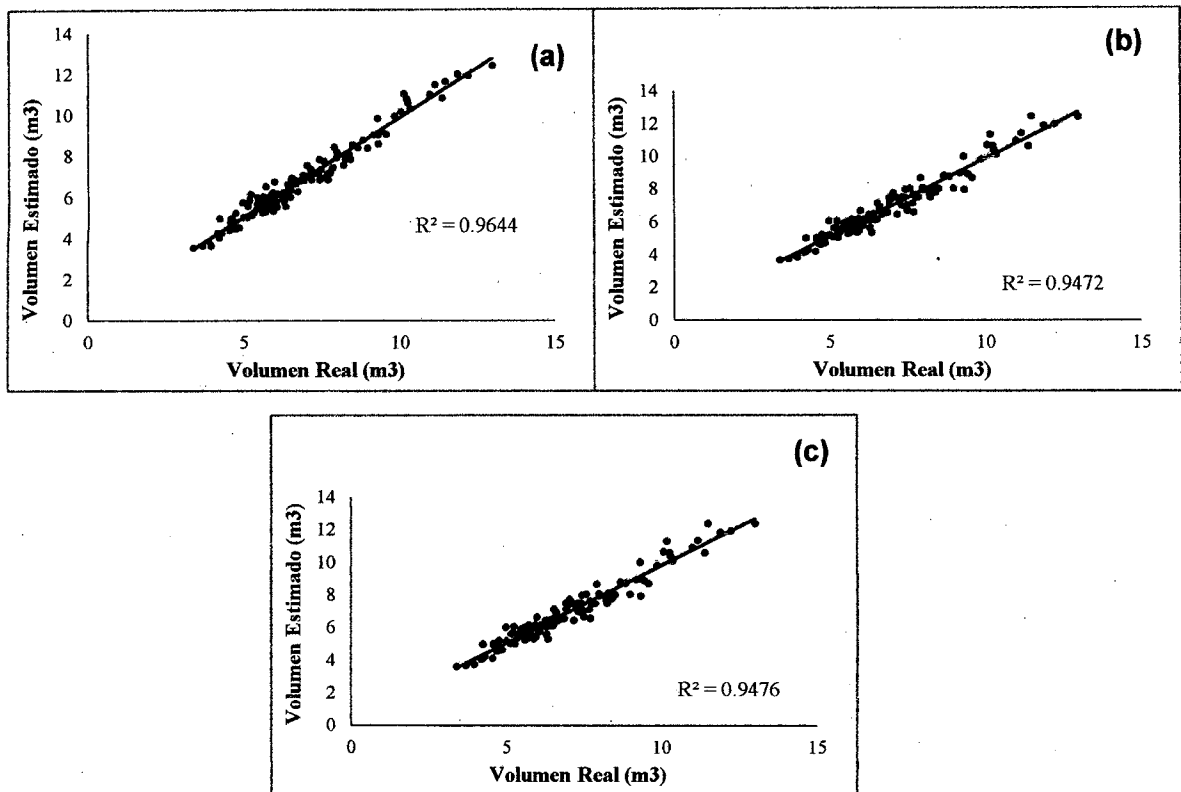 (a)
14
12
10
8
6
4
2
0
Volumen Estimado (m3)
R² = 0.9644
0 5 10 15
Volumen Real (m3)
(b)
14
12
10
8
6
4
2
0
Volumen Estimado (m3)
R² = 0.9472
0 5 10 15
Volumen Real (m3)
(c)
14
12
10
8
6
4
2
0
Volumen Estimado (m3)
R² = 0.9476
0 5 10 15
Volumen Real (m3)